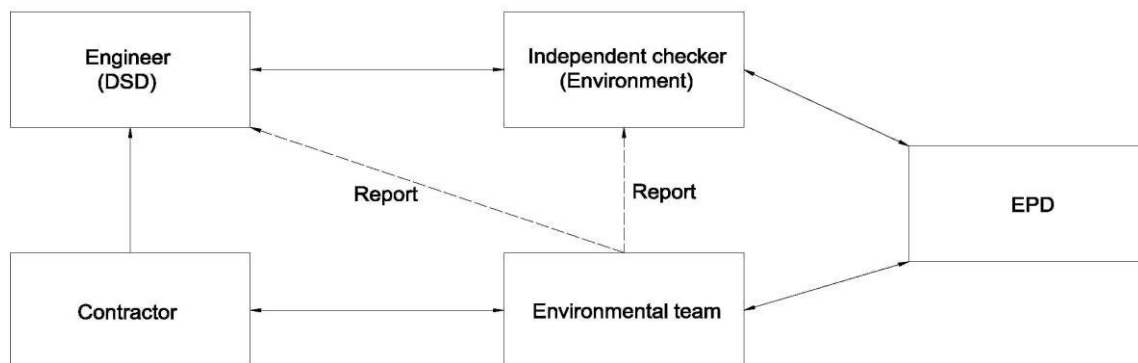 Engineer
(DSD)
Independent checker
(Environment)
Report
Report
EPD
Contractor
Environmental team